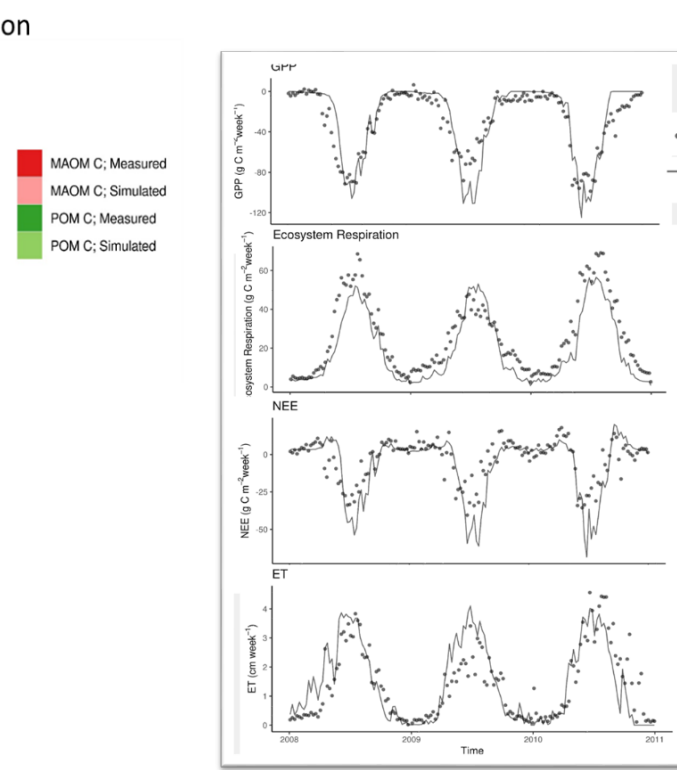 on
MAOM C; Measured
MAOM C; Simulated
POM C; Measured
POM C; Simulated
GPP
GPP (g C m⁻²week⁻¹)
0
-40
-80
-120
Ecosystem Respiration
osystem Respiration (g C m⁻²week⁻¹)
60
40
20
0
NEE
NEE (g C m⁻²week⁻¹)
0
-25
-50
ET
ET (cm week⁻¹)
4
3
2
1
0
2008
2009
2010
2011
Time